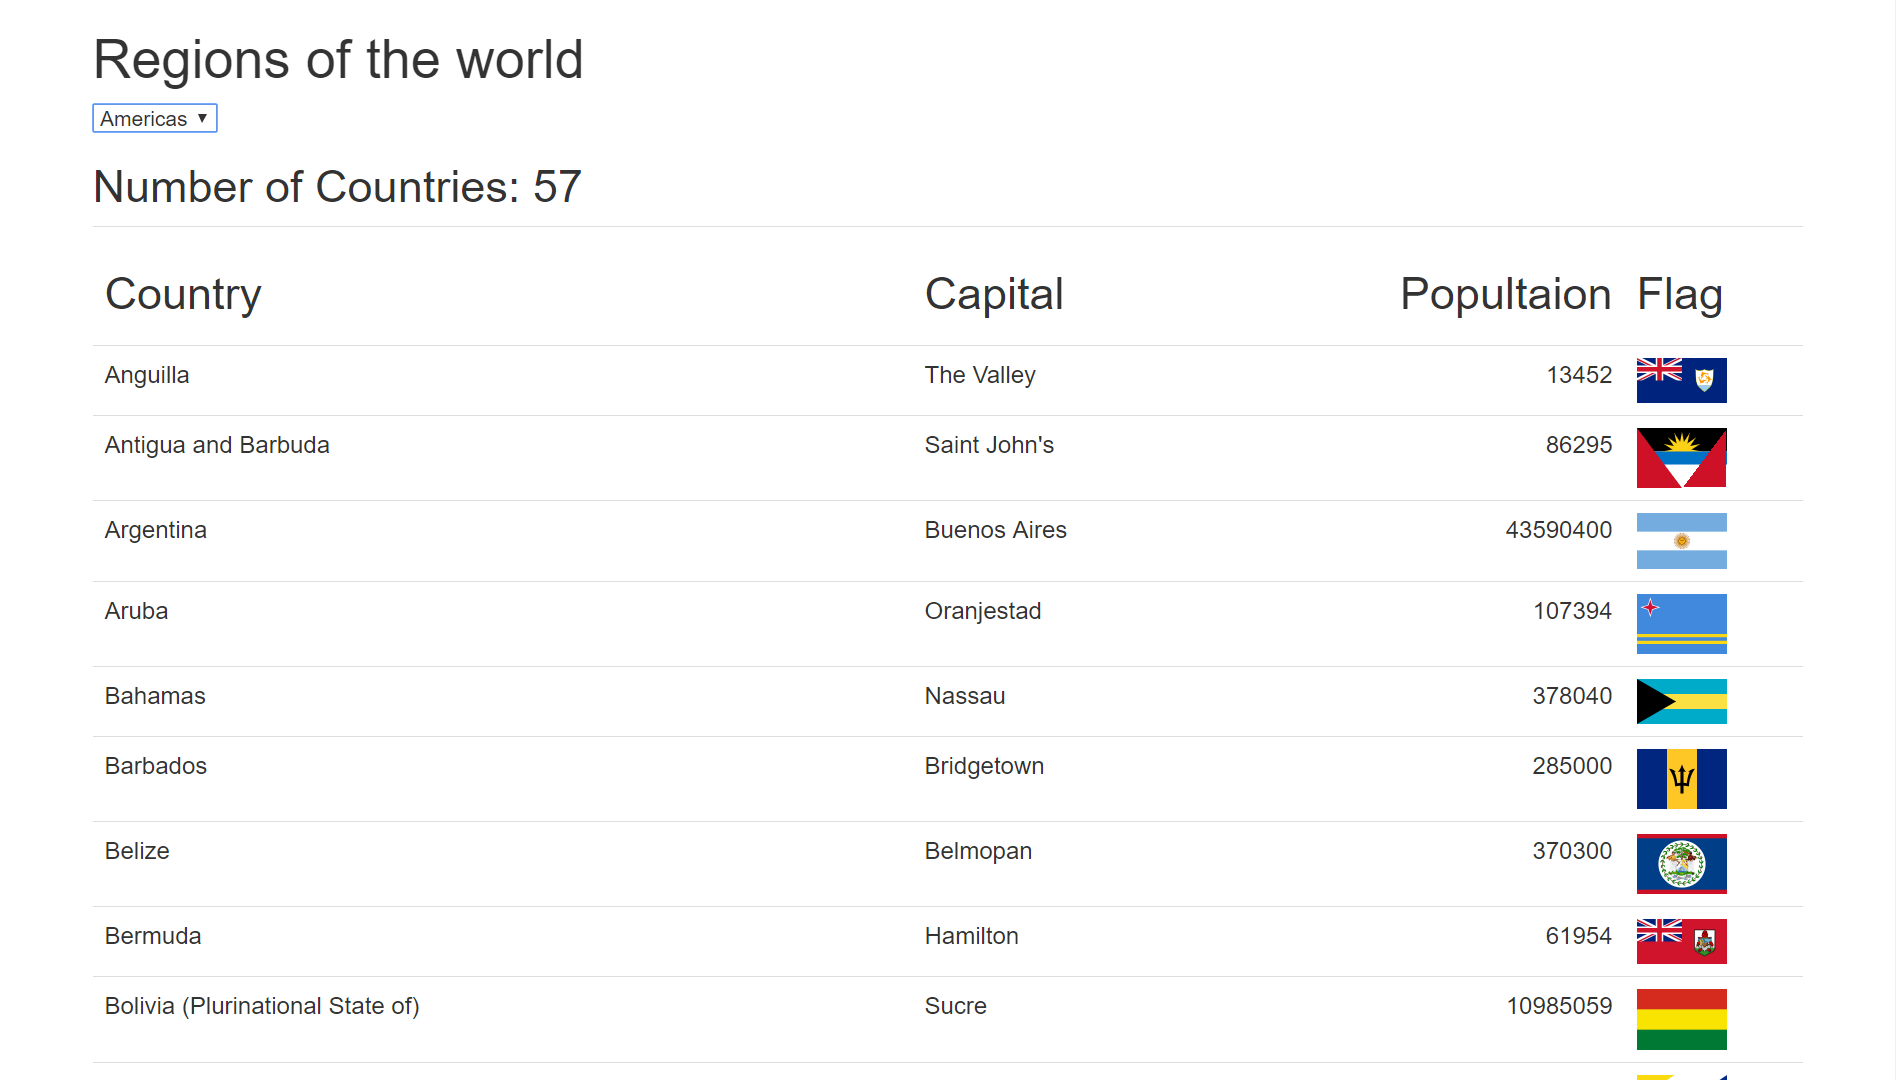 Regions of the world
Americas ▼
Number of Countries: 57
Country Capital Popultaion Flag
Anguilla The Valley 13452
Antigua and Barbuda Saint John's 86295
Argentina Buenos Aires 43590400
Aruba Oranjestad 107394
Bahamas Nassau 378040
Barbados Bridgetown 285000
Belize Belmopan 370300
Bermuda Hamilton 61954
Bolivia (Plurinational State of) Sucre 10985059